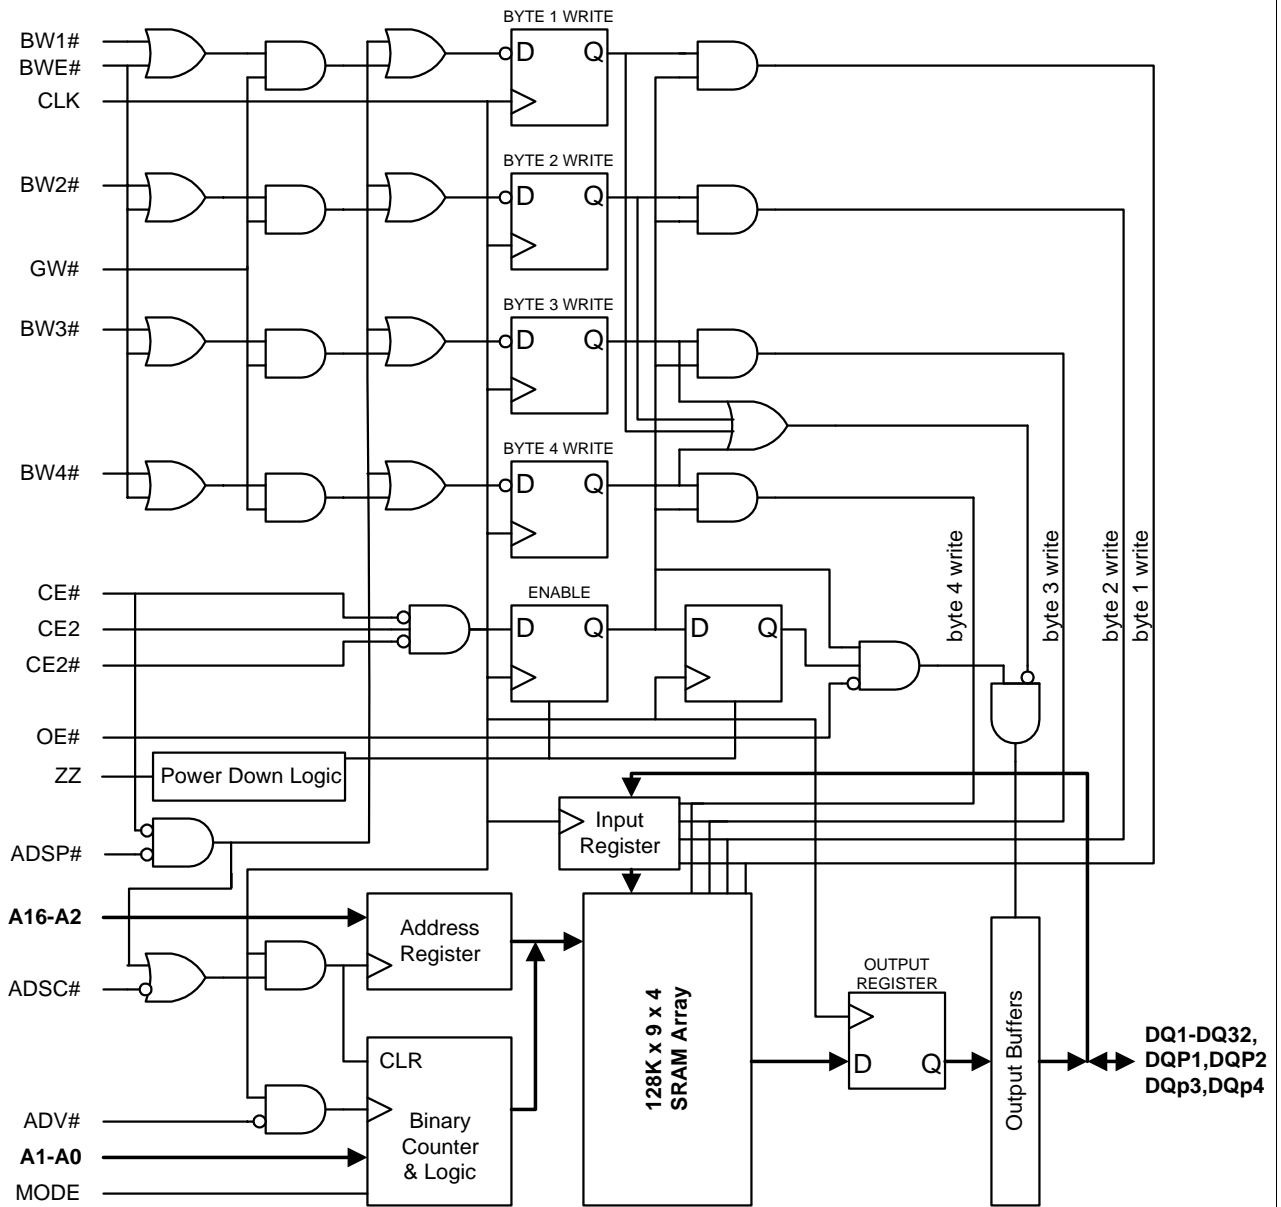 BYTE 1 WRITE
BW1#
BWE#
D Q
CLK
BYTE 2 WRITE
BW2#
D Q
GW#
BYTE 3 WRITE
BW3#
D Q
BYTE 4 WRITE
BW4#
D Q
byte 4 write
byte 3 write
byte 2 write
byte 1 write
CE#
ENABLE
CE2
D Q
D Q
CE2#
OE#
ZZ
Power Down Logic
Input
Register
ADSP#
A16-A2
Address
Register
ADSC#
OUTPUT
REGISTER
128K x 9 x 4
SRAM Array
D Q
Output Buffers
DQ1-DQ32,
DQP1,DQP2
DQp3,DQp4
CLR
ADV#
Binary
Counter
& Logic
A1-A0
MODE